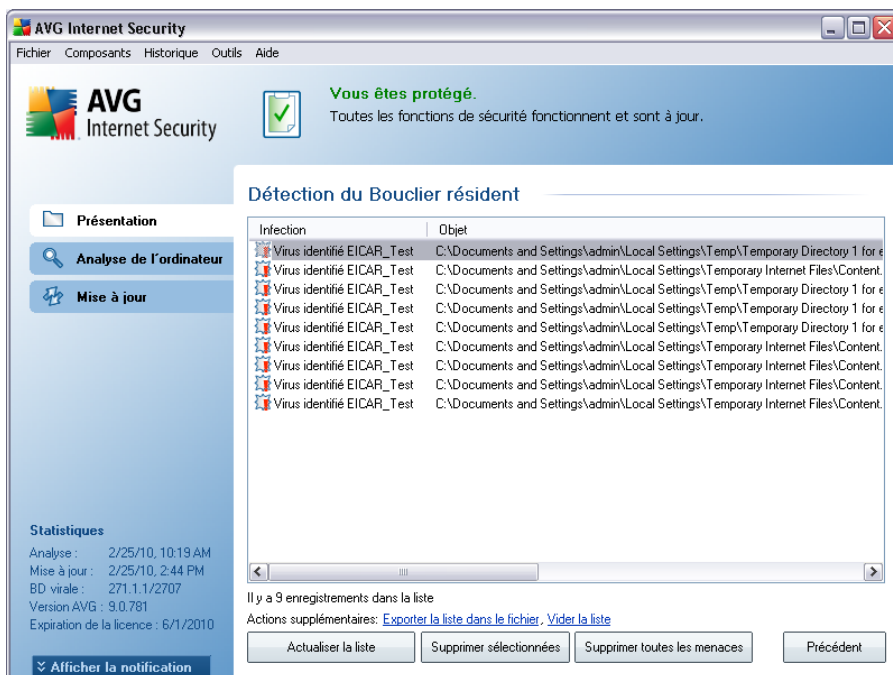 AVG Internet Security
Fichier Composants Historique Outils Aide
AVG
Internet Security
Vous êtes protégé.
Toutes les fonctions de sécurité fonctionnent et sont à jour.
Présentation
Analyse de l'ordinateur
Mise à jour
Détection du Bouclier résident
Infection Objet
Virus identifié EICAR_Test C:\Documents and Settings\admin\Local Settings\Temp\Temporary Directory 1 for e
Virus identifié EICAR_Test C:\Documents and Settings\admin\Local Settings\Temporary Internet Files\Content.
Virus identifié EICAR_Test C:\Documents and Settings\admin\Local Settings\Temp\Temporary Directory 1 for e
Virus identifié EICAR_Test C:\Documents and Settings\admin\Local Settings\Temp\Temporary Directory 1 for e
Virus identifié EICAR_Test C:\Documents and Settings\admin\Local Settings\Temp\Temporary Directory 1 for e
Virus identifié EICAR_Test C:\Documents and Settings\admin\Local Settings\Temporary Internet Files\Content.
Virus identifié EICAR_Test C:\Documents and Settings\admin\Local Settings\Temporary Internet Files\Content.
Virus identifié EICAR_Test C:\Documents and Settings\admin\Local Settings\Temporary Internet Files\Content.
Virus identifié EICAR_Test C:\Documents and Settings\admin\Local Settings\Temporary Internet Files\Content.
Il y a 9 enregistrements dans la liste
Actions supplémentaires: Exporter la liste dans le fichier, Vider la liste
Actualiser la liste Supprimer sélectionnées Supprimer toutes les menaces Précédent
Statistiques
Analyse : 2/25/10, 10:19 AM
Mise à jour : 2/25/10, 2:44 PM
BD virale : 271.1.1/2707
Version AVG : 9.0.781
Expiration de la licence : 6/1/2010
Afficher la notification